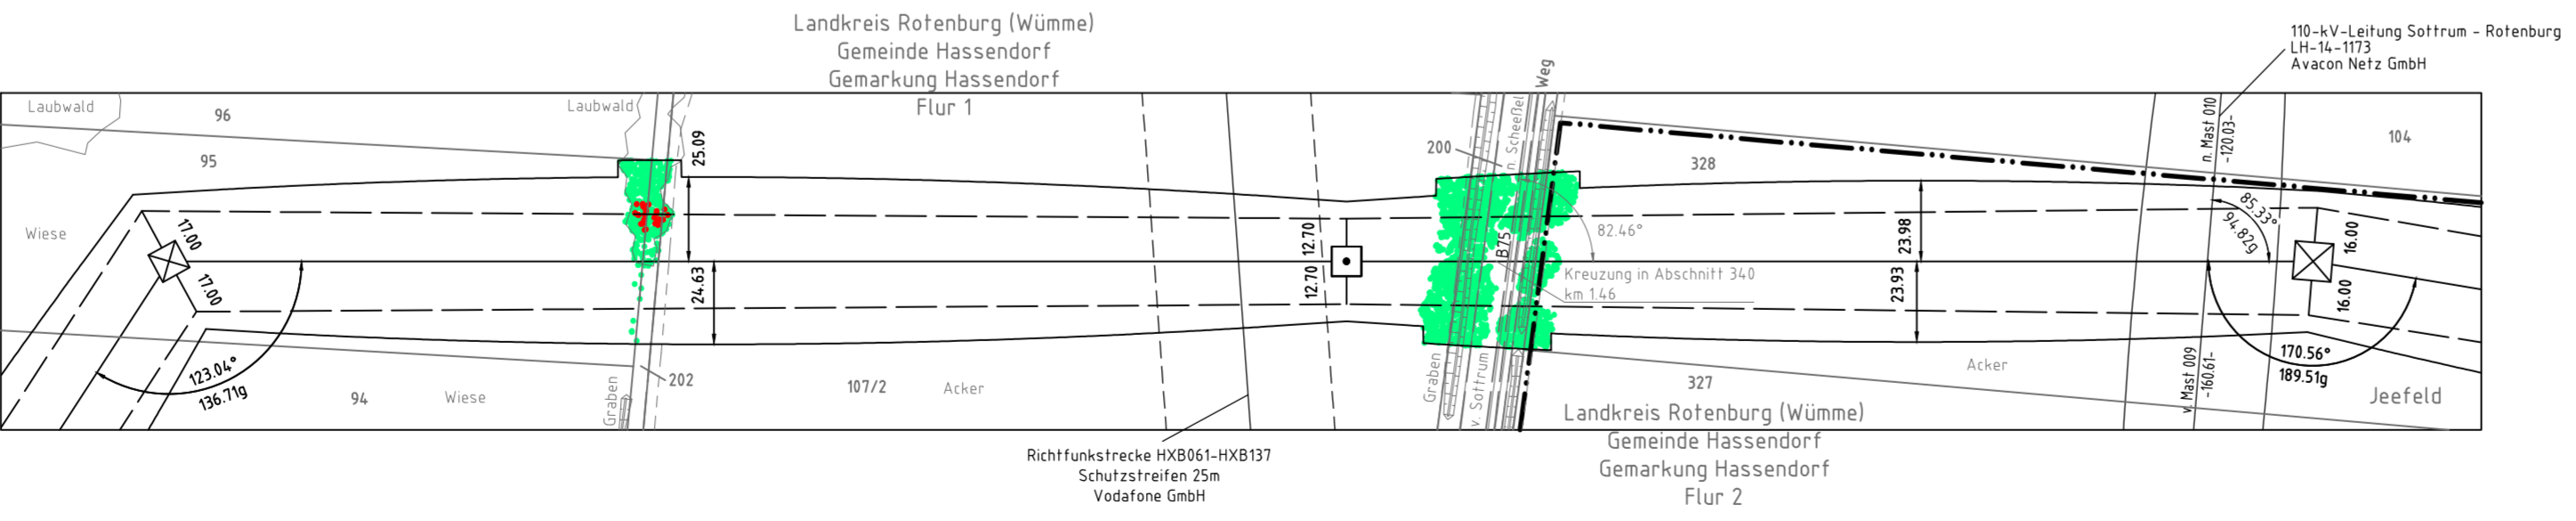 Landkreis Rotenburg (Wümme)
Gemeinde Hassendorf
Gemarkung Hassendorf
Flur 1
110-kV-Leitung Sottrum - Rotenburg
LH-14-1173
Avacon Netz GmbH
Laubwald
96
Laubwald
95
25.09
Weg
n. Scheeßel
200
328
n. Mast 010
-120.03-
104
Wiese
17.00
17.00
24.63
12.70
12.70
B75
82.46°
Kreuzung in Abschnitt 340
km 1.46
23.98
23.93
85.33°
94.82g
16.00
16.00
123.04°
136.71g
94
Wiese
Graben
202
107/2
Acker
Graben
v. Sottrum
327
Acker
v. Mast 009
-160.61-
170.56°
189.51g
Jeefeld
Richtfunkstrecke HXB061-HXB137
Schutzstreifen 25m
Vodafone GmbH
Landkreis Rotenburg (Wümme)
Gemeinde Hassendorf
Gemarkung Hassendorf
Flur 2